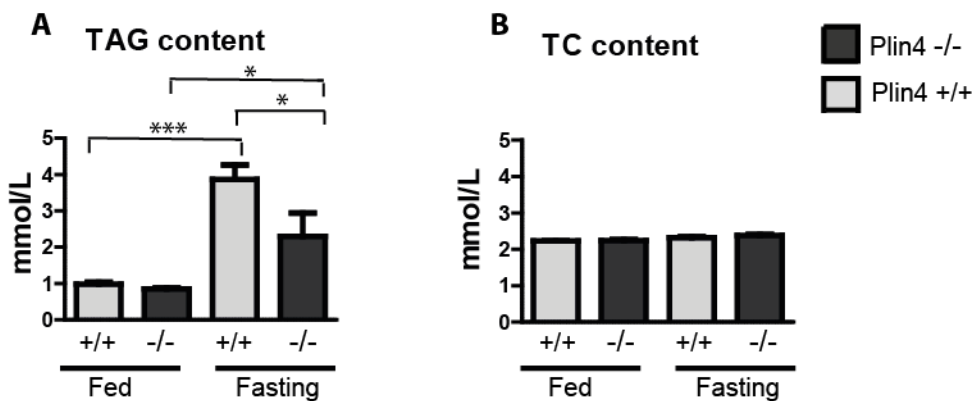 A TAG content
B TC content
Plin4 -/-
Plin4 +/+
*
*
***
mmol/L
5
4
3
2
1
0
+/+ -/- +/+ -/-
Fed Fasting
mmol/L
5
4
3
2
1
0
+/+ -/- +/+ -/-
Fed Fasting